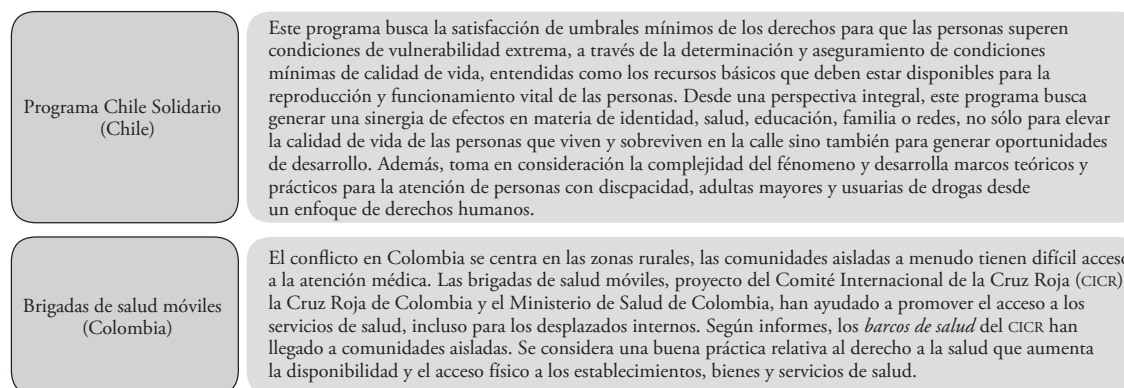 Programa Chile Solidario
(Chile)
Este programa busca la satisfacción de umbrales mínimos de los derechos para que las personas superen
condiciones de vulnerabilidad extrema, a través de la determinación y aseguramiento de condiciones
mínimas de calidad de vida, entendidas como los recursos básicos que deben estar disponibles para la
reproducción y funcionamiento vital de las personas. Desde una perspectiva integral, este programa busca
generar una sinergia de efectos en materia de identidad, salud, educación, familia o redes, no sólo para elevar
la calidad de vida de las personas que viven y sobreviven en la calle sino también para generar oportunidades
de desarrollo. Además, toma en consideración la complejidad del fenómeno y desarrolla marcos teóricos y
prácticos para la atención de personas con discpacidad, adultas mayores y usuarias de drogas desde
un enfoque de derechos humanos.
Brigadas de salud móviles
(Colombia)
El conflicto en Colombia se centra en las zonas rurales, las comunidades aisladas a menudo tienen difícil acceso
a la atención médica. Las brigadas de salud móviles, proyecto del Comité Internacional de la Cruz Roja (CICR)
la Cruz Roja de Colombia y el Ministerio de Salud de Colombia, han ayudado a promover el acceso a los
servicios de salud, incluso para los desplazados internos. Según informes, los barcos de salud del CICR han
llegado a comunidades aisladas. Se considera una buena práctica relativa al derecho a la salud que aumenta
la disponibilidad y el acceso físico a los establecimientos, bienes y servicios de salud.